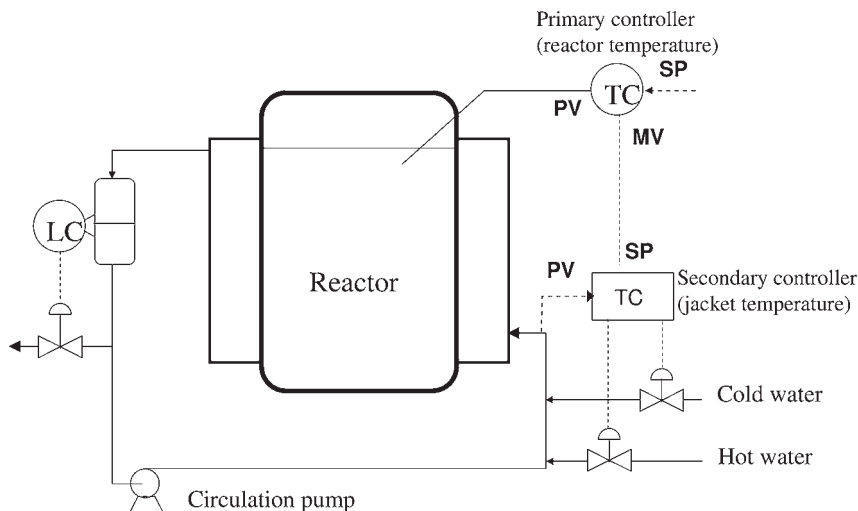 Primary controller
(reactor temperature)
SP
TC
PV
MV
LC
SP
PV
Secondary controller
TC
(jacket temperature)
Reactor
Cold water
Hot water
Circulation pump